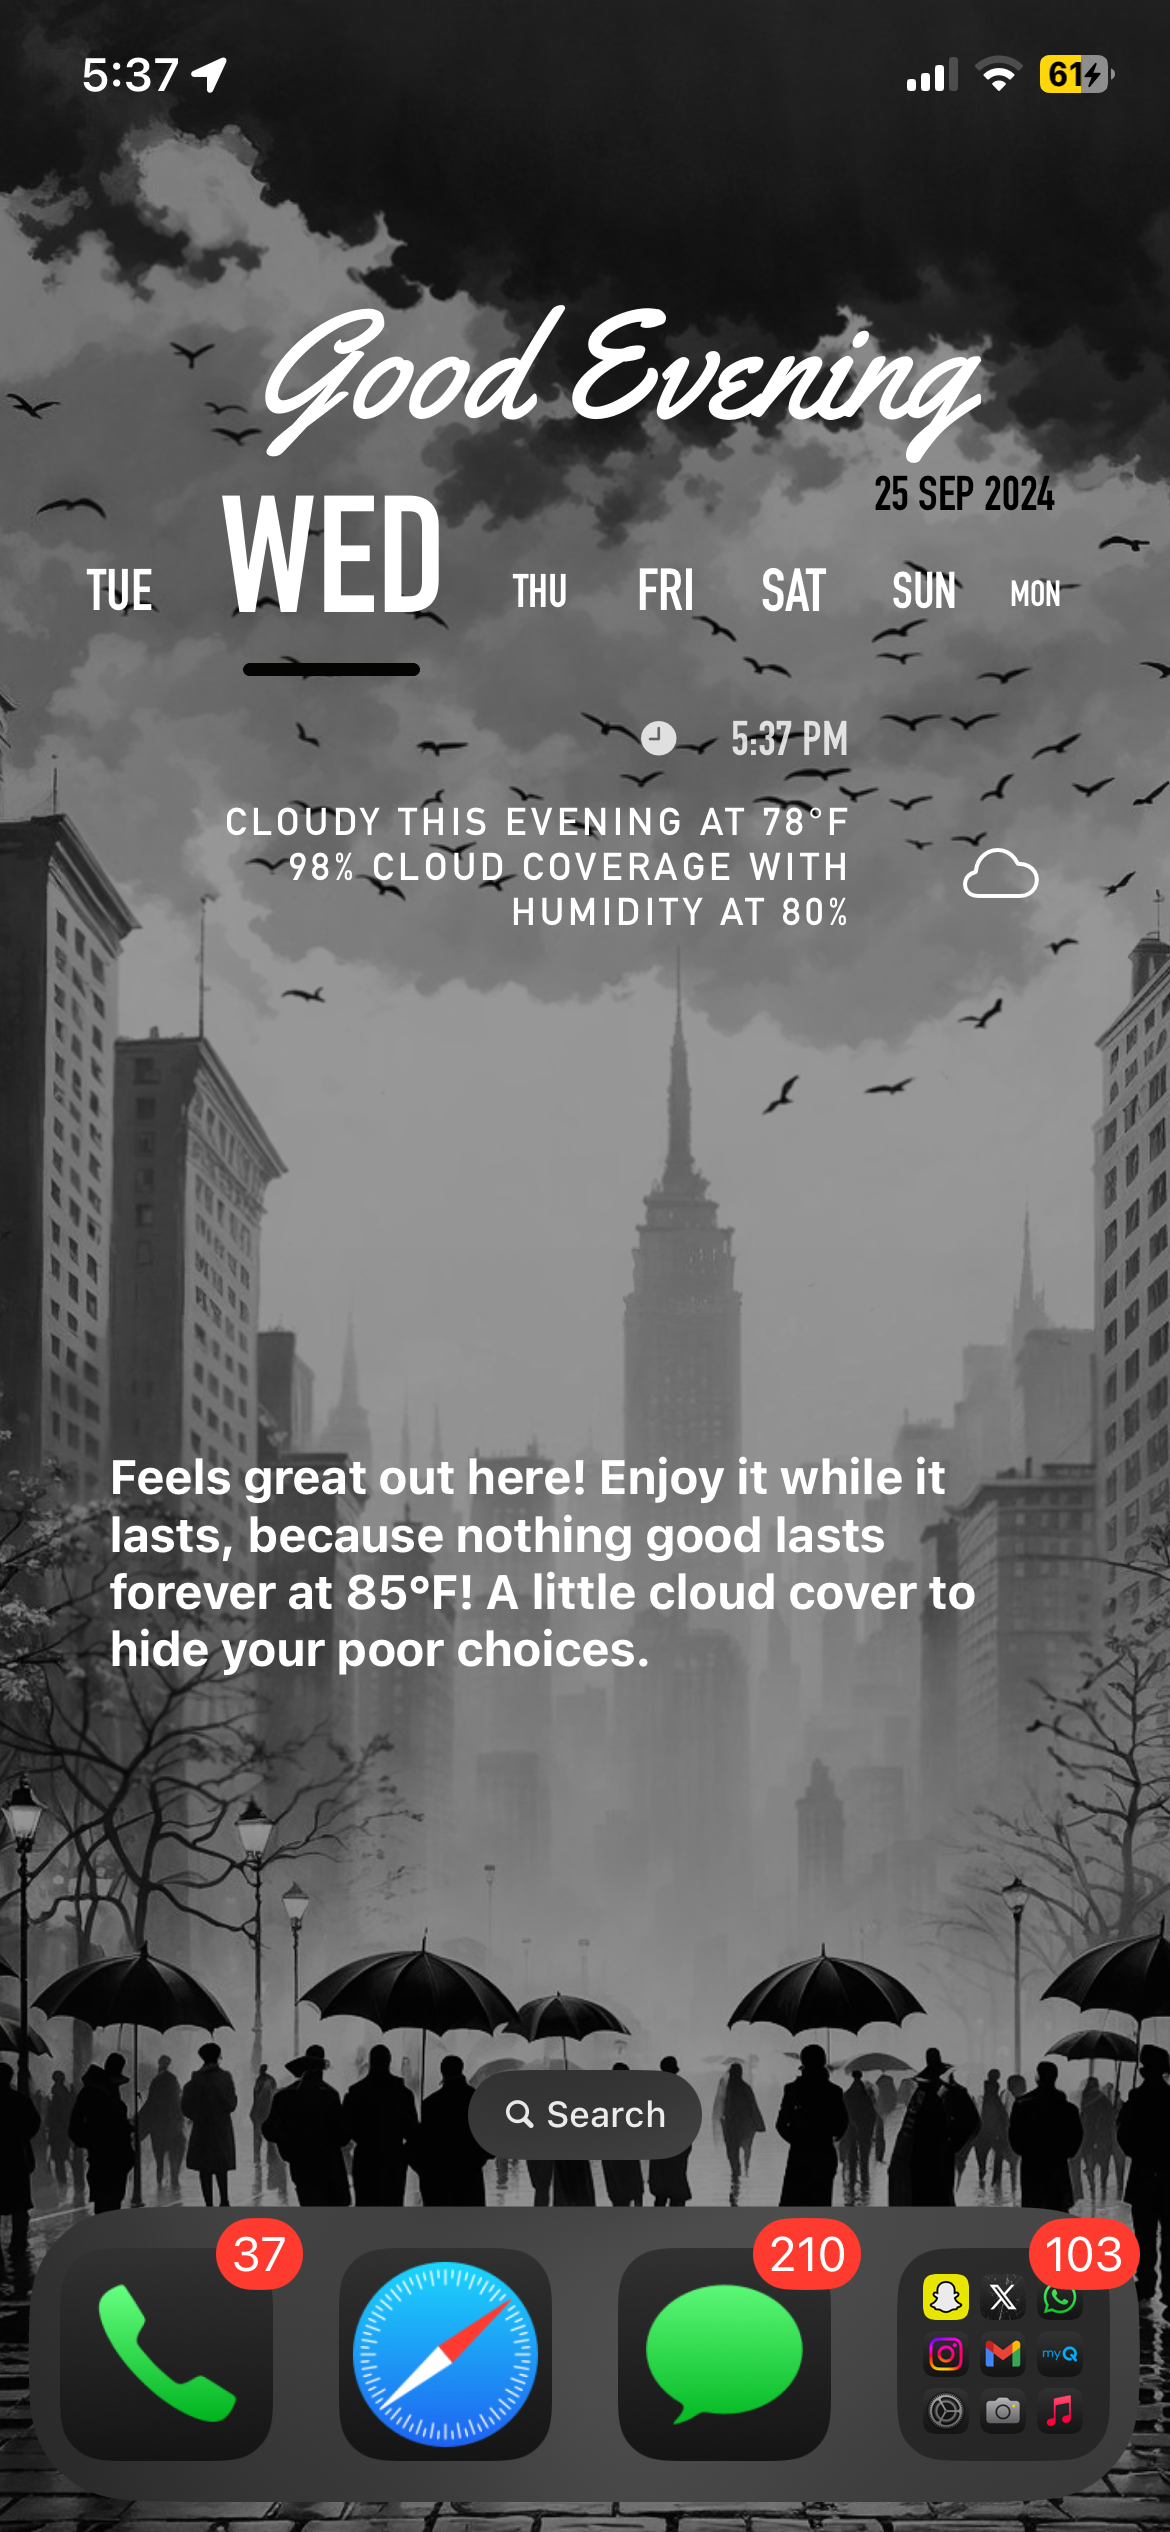 5:37
61
Good Evening
25 SEP 2024
TUE WED THU FRI SAT SUN MON
5:37 PM
CLOUDY THIS EVENING AT 78°F
98% CLOUD COVERAGE WITH
HUMIDITY AT 80%
Feels great out here! Enjoy it while it
lasts, because nothing good lasts
forever at 85°F! A little cloud cover to
hide your poor choices.
Search
37
210
103
myQ